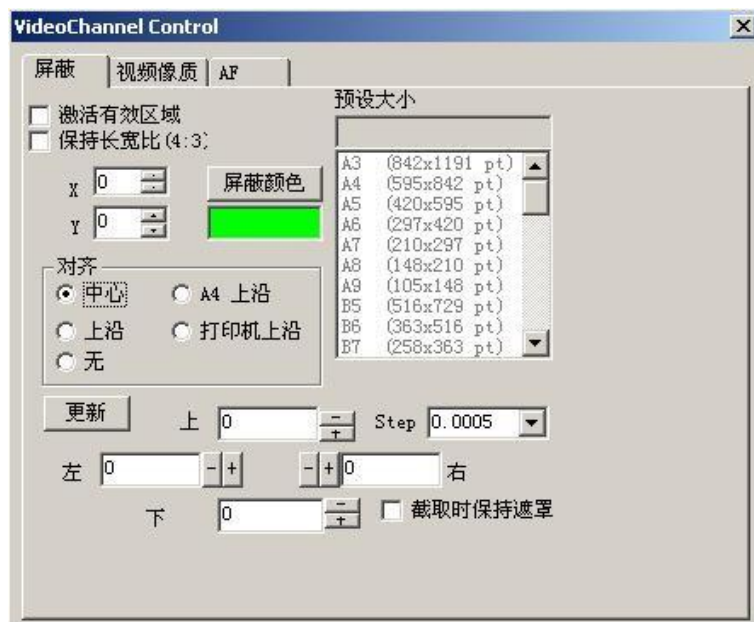 VideoChannel Control
屏蔽 视频像质 AF
激活有效区域
保持长宽比(4:3)
X 0
Y 0
屏蔽颜色
预设大小
A3 (842x1191 pt)
A4 (595x842 pt)
A5 (420x595 pt)
A6 (297x420 pt)
A7 (210x297 pt)
A8 (148x210 pt)
A9 (105x148 pt)
B5 (516x729 pt)
B6 (363x516 pt)
B7 (258x363 pt)
对齐
中心 A4 上沿
上沿 打印机上沿
无
更新 上 0 - + Step 0.0005
左 0 - + - + 0 右
下 0 - + 截取时保持遮罩